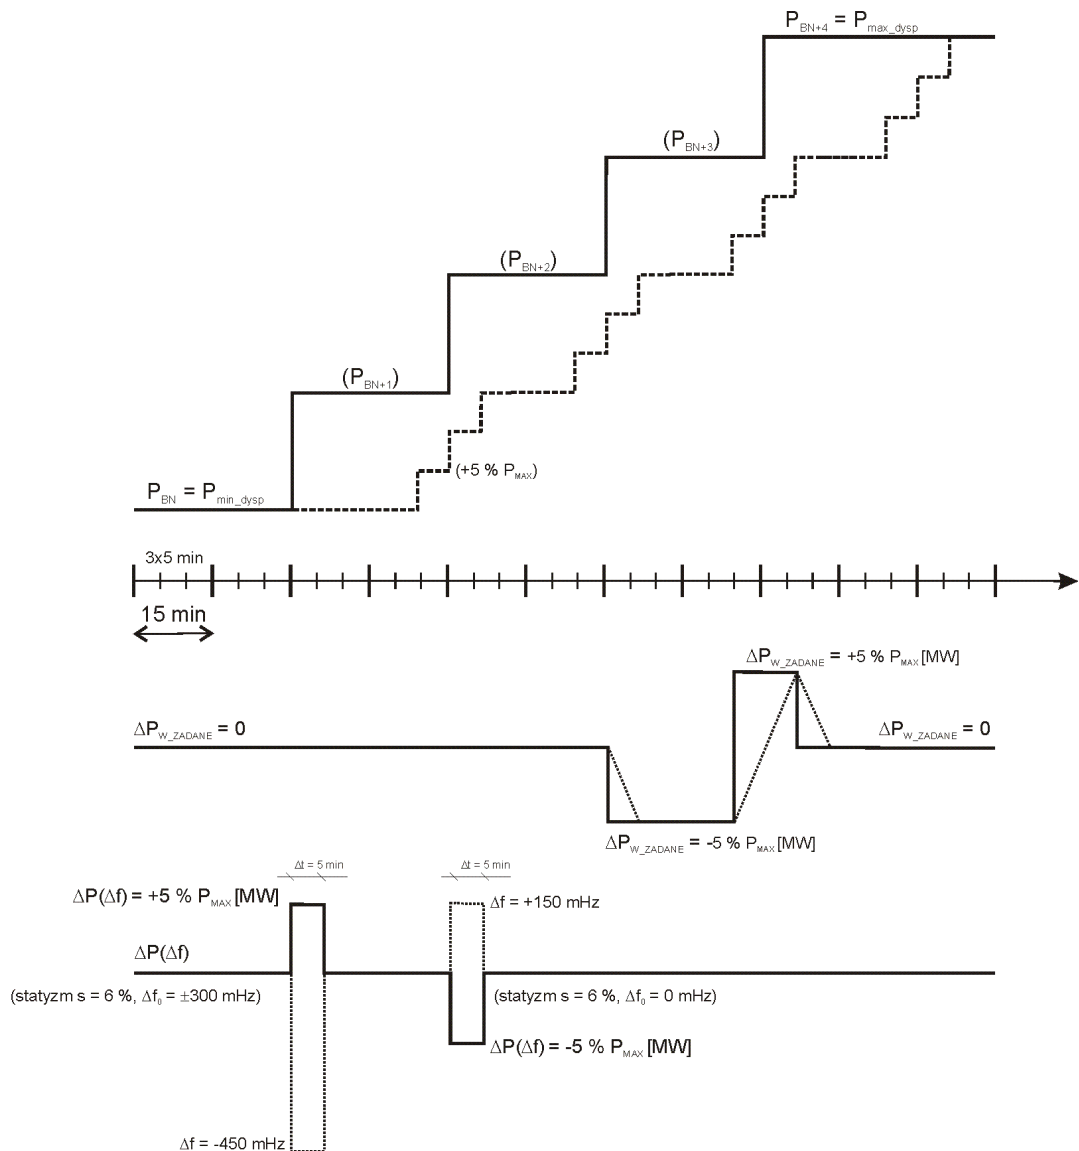 P_BN+4 = P_max_dysp
(P_BN+3)
(P_BN+2)
(P_BN+1)
(+5 % P_MAX)
P_BN = P_min_dysp
3x5 min
15 min
ΔP_W_ZADANE = +5 % P_MAX [MW]
ΔP_W_ZADANE = 0
ΔP_W_ZADANE = 0
ΔP_W_ZADANE = -5 % P_MAX [MW]
Δt = 5 min
Δt = 5 min
ΔP(Δf) = +5 % P_MAX [MW]
Δf = +150 mHz
ΔP(Δf)
(statyzm s = 6 %, Δf₀ = ±300 mHz)
(statyzm s = 6 %, Δf₀ = 0 mHz)
ΔP(Δf) = -5 % P_MAX [MW]
Δf = -450 mHz